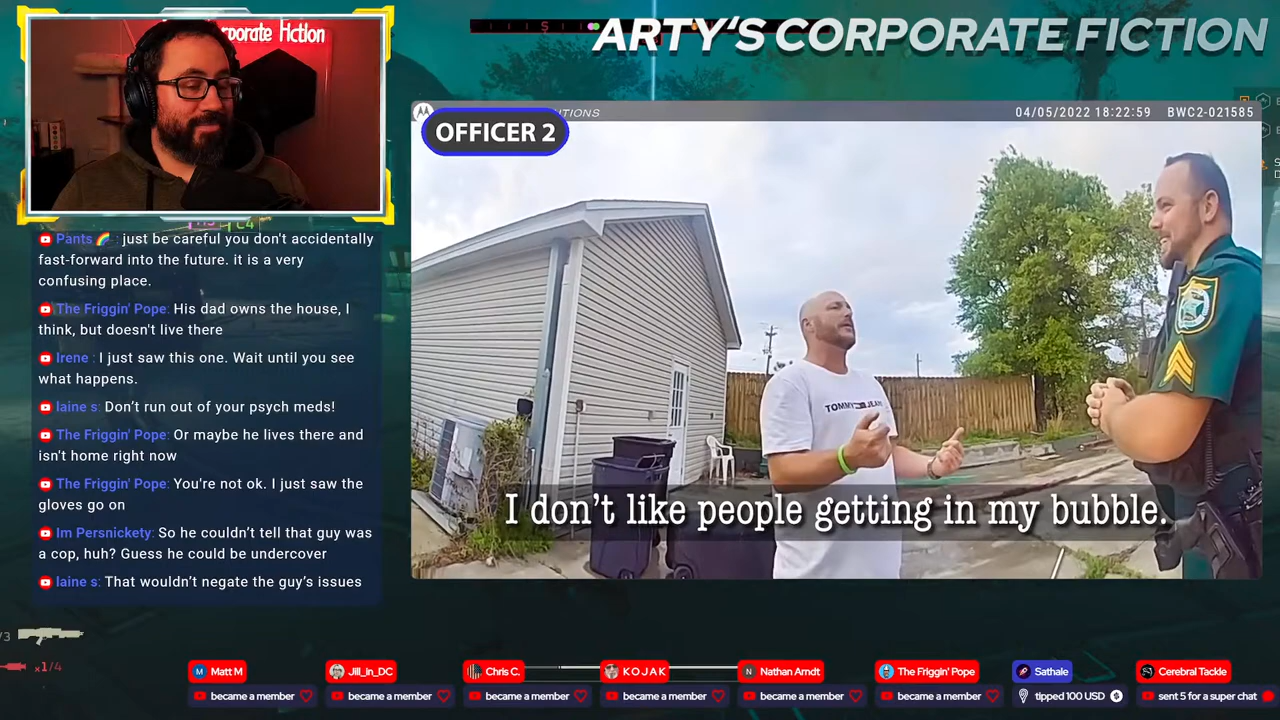 corporate Fiction
ARTY'S CORPORATE FICTION
S
UTIONS
04/05/2022 18:22:59 BWC2-021585
OFFICER 2
TOMMY JEANS
I don't like people getting in my bubble.
Pants 🌈: just be careful you don't accidentally
fast-forward into the future. it is a very
confusing place.
The Friggin' Pope: His dad owns the house, I
think, but doesn't live there
Irene : I just saw this one. Wait until you see
what happens.
laine s: Don't run out of your psych meds!
The Friggin' Pope: Or maybe he lives there and
isn't home right now
The Friggin' Pope: You're not ok. I just saw the
gloves go on
Im Persnickety: So he couldn't tell that guy was
a cop, huh? Guess he could be undercover
laine s: That wouldn't negate the guy's issues
/3
x1/4
Matt M
became a member
Jill_in_DC
became a member
Chris C.
became a member
K O J A K
became a member
Nathan Arndt
became a member
The Friggin' Pope
became a member
Sathale
tipped 100 USD
Cerebral Tackle
sent 5 for a super chat